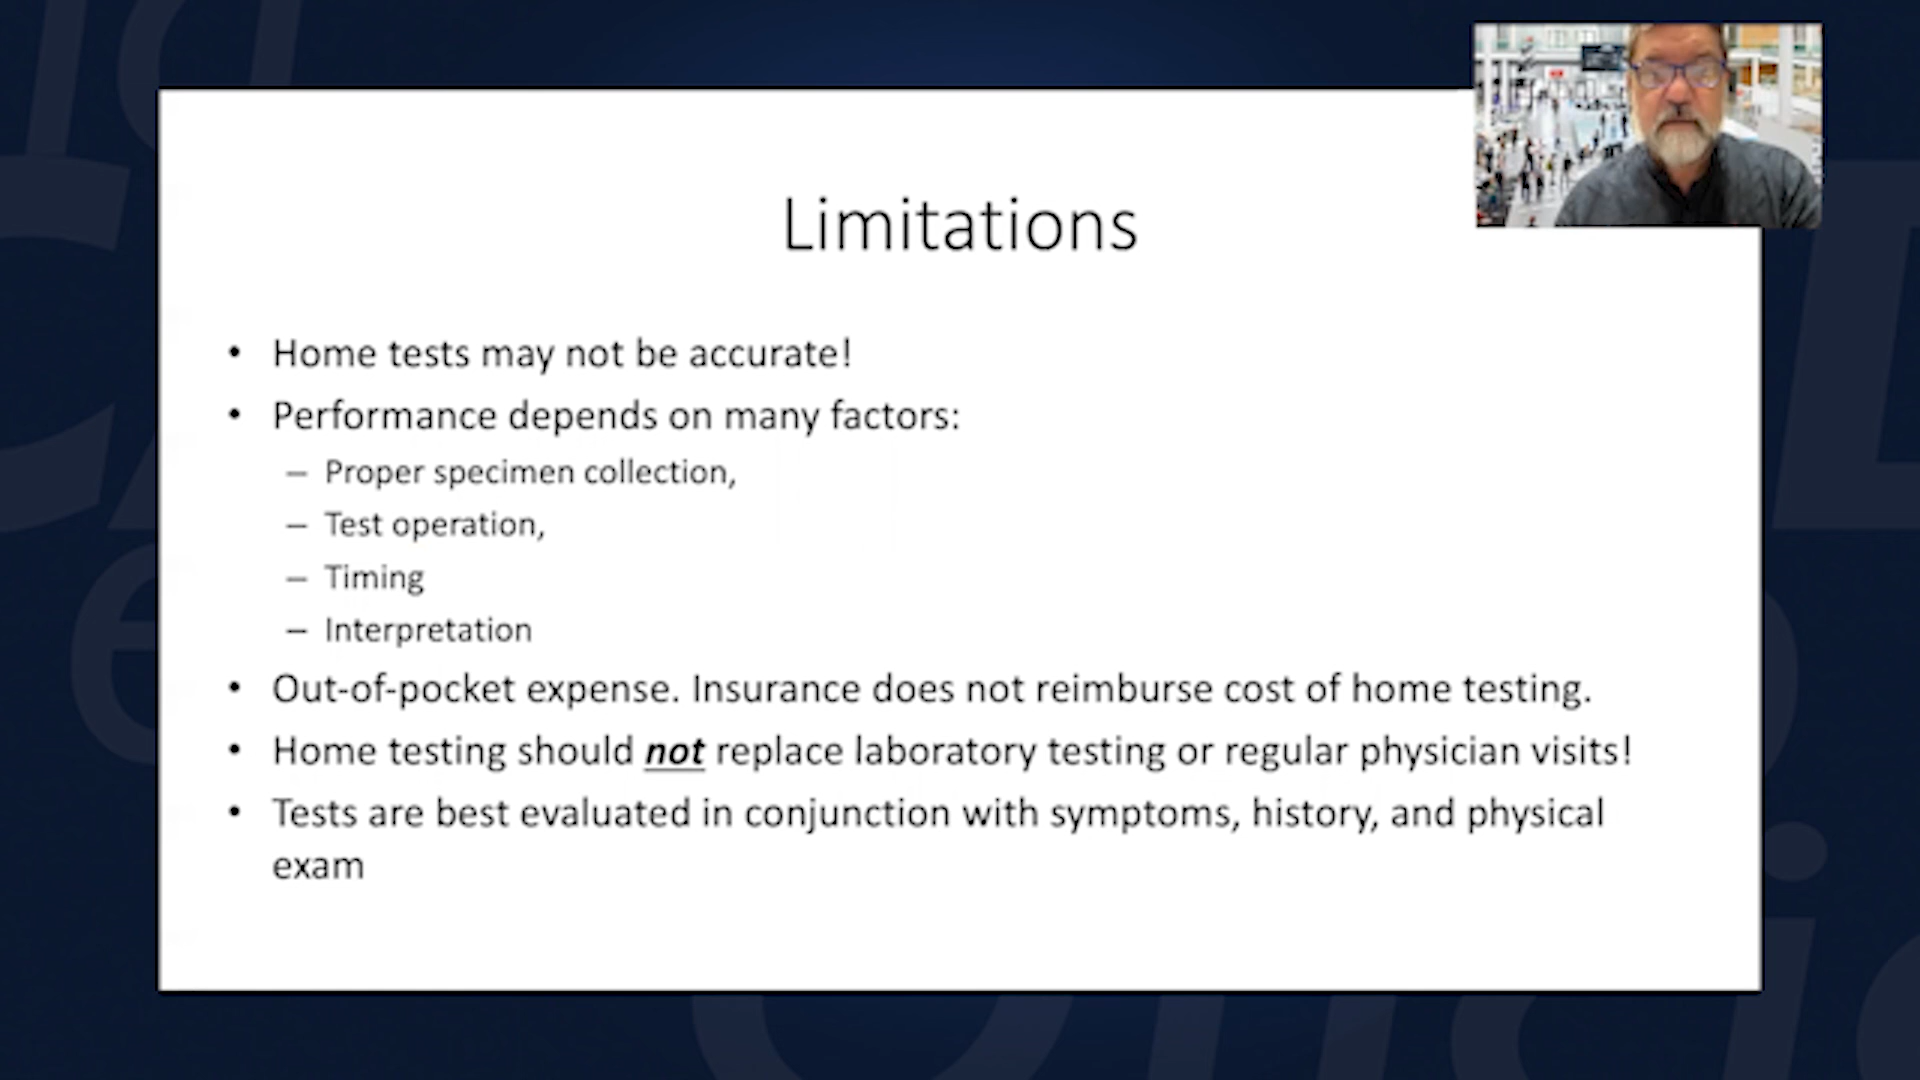 Limitations
• Home tests may not be accurate!
• Performance depends on many factors:
– Proper specimen collection,
– Test operation,
– Timing
– Interpretation
• Out-of-pocket expense. Insurance does not reimburse cost of home testing.
• Home testing should not replace laboratory testing or regular physician visits!
• Tests are best evaluated in conjunction with symptoms, history, and physical
exam